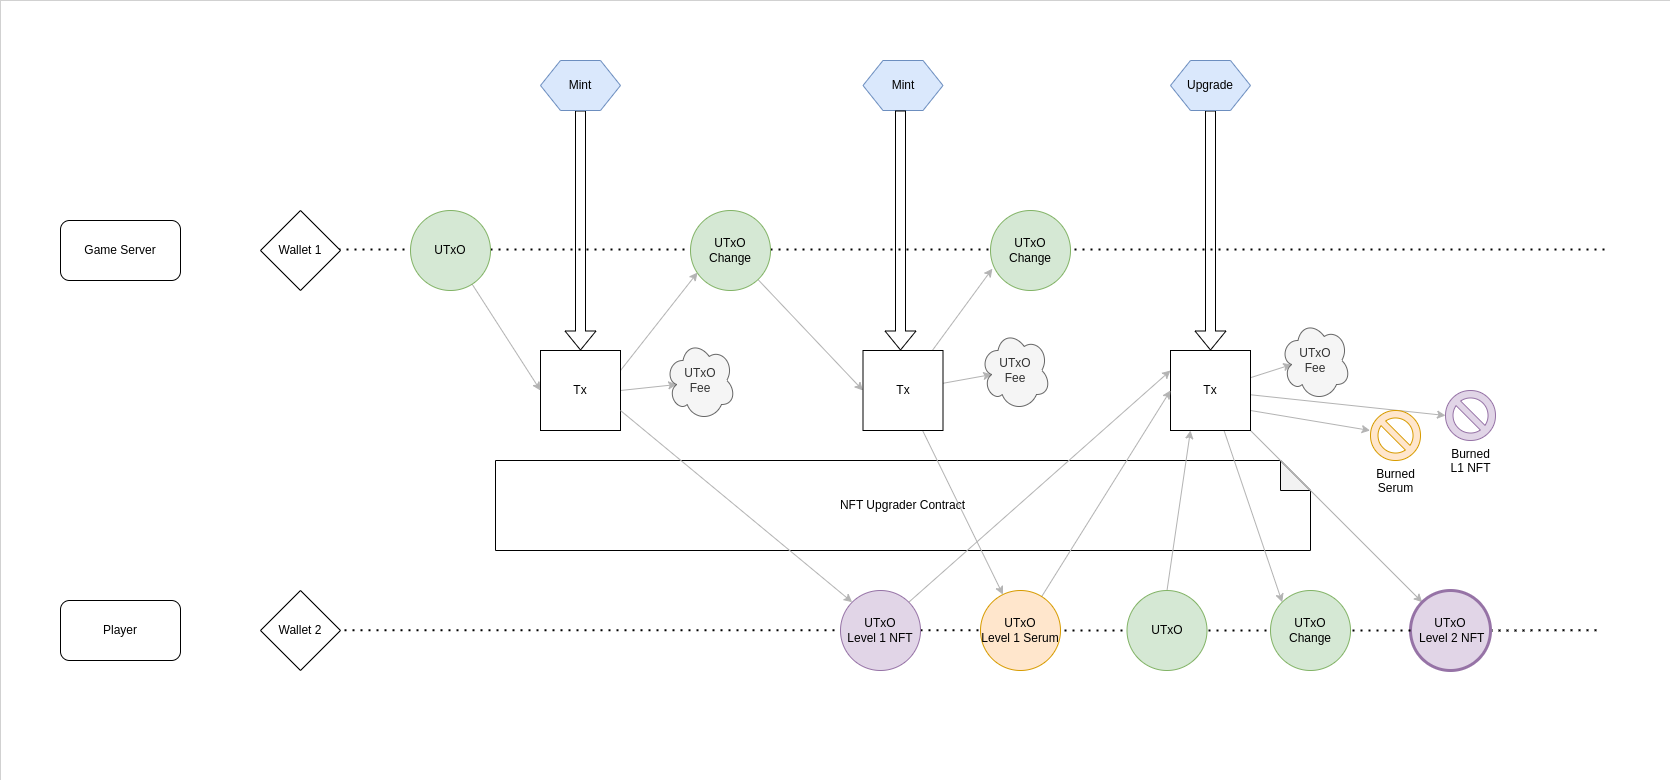 Mint
Mint
Upgrade
Game Server
Wallet 1
UTxO
UTxO
Change
UTxO
Change
Tx
UTxO
Fee
Tx
UTxO
Fee
Tx
UTxO
Fee
Burned
Serum
Burned
L1 NFT
NFT Upgrader Contract
Player
Wallet 2
UTxO
Level 1 NFT
UTxO
Level 1 Serum
UTxO
UTxO
Change
UTxO
Level 2 NFT